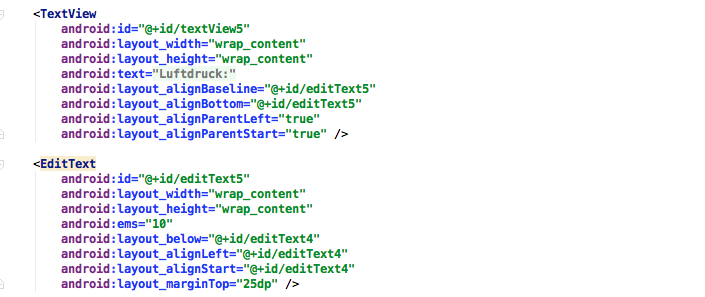 <TextView
android:id="@+id/textView5"
android:layout_width="wrap_content"
android:layout_height="wrap_content"
android:text="Luftdruck:"
android:layout_alignBaseline="@+id/editText5"
android:layout_alignBottom="@+id/editText5"
android:layout_alignParentLeft="true"
android:layout_alignParentStart="true" />
<EditText
android:id="@+id/editText5"
android:layout_width="wrap_content"
android:layout_height="wrap_content"
android:ems="10"
android:layout_below="@+id/editText4"
android:layout_alignLeft="@+id/editText4"
android:layout_alignStart="@+id/editText4"
android:layout_marginTop="25dp" />